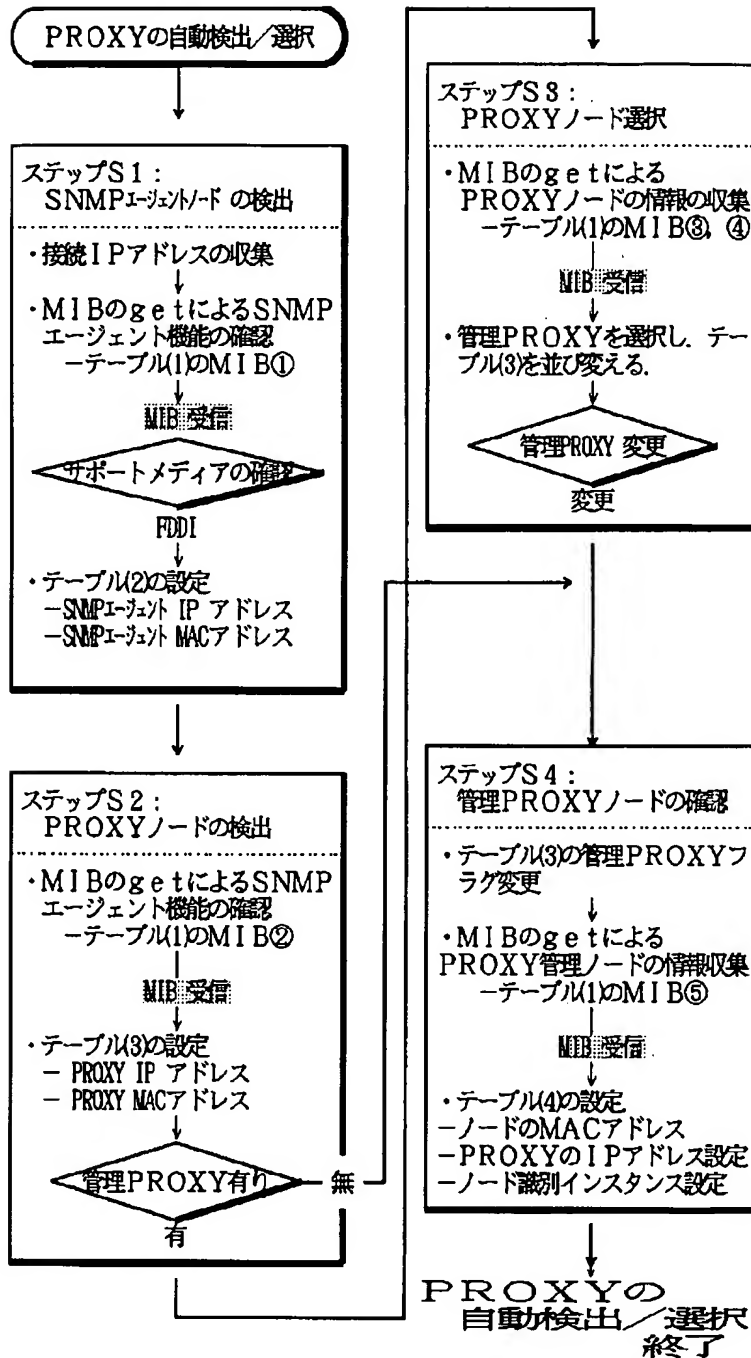 PROXYの自動検出/選択
ステップS1:
SNMPエージェントノード の検出
・接続IPアドレスの収集
・MIBのgetによるSNMP
エージェント機能の確認
-テーブル(1)のMIB①
MIB 受信
サポートメディアの確認
FDDI
・テーブル(2)の設定
-SNMPエージェント IP アドレス
-SNMPエージェント MACアドレス
ステップS2:
PROXYノードの検出
・MIBのgetによるSNMP
エージェント機能の確認
-テーブル(1)のMIB②
MIB 受信
・テーブル(3)の設定
- PROXY IP アドレス
- PROXY MACアドレス
管理PROXY有り
無
有
ステップS3:
PROXYノード選択
・MIBのgetによる
PROXYノードの情報の収集
-テーブル(1)のMIB③, ④
MIB 受信
・管理PROXYを選択し, テー
ブル(3)を並び変える.
管理PROXY 変更
変更
ステップS4:
管理PROXYノードの確認
・テーブル(3)の管理PROXYフ
ラグ変更
・MIBのgetによる
PROXY管理ノードの情報収集
-テーブル(1)のMIB⑤
MIB 受信
・テーブル(4)の設定
-ノードのMACアドレス
-PROXYのIPアドレス設定
-ノード識別インスタンス設定
PROXYの
自動検出/選択
終了